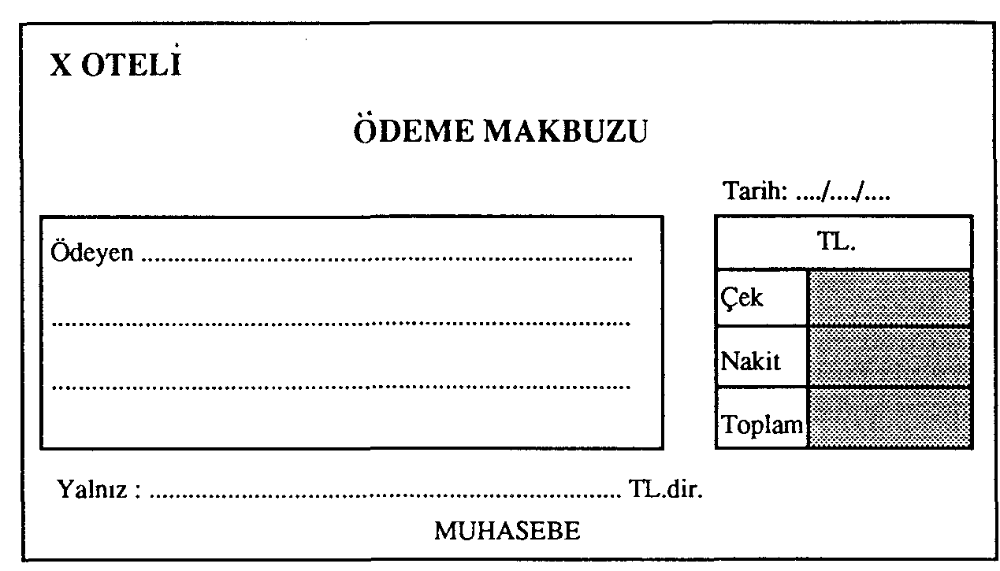 X OTELİ
ÖDEME MAKBUZU
Tarih: ..../..../....
Ödeyen ........................................................................
TL.
Çek
Nakit
Toplam
Yalnız : ........................................................................ TL.dir.
MUHASEBE